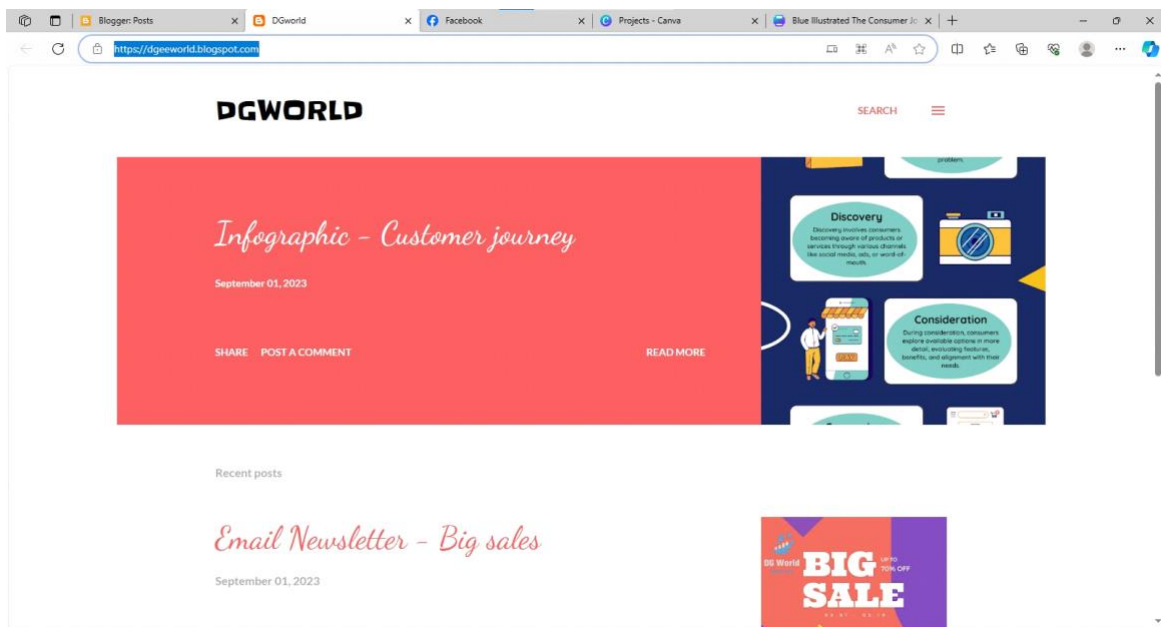 Blogger: Posts
DGworld
Facebook
Projects - Canva
Blue Illustrated The Consumer Jo
https://dgeeworld.blogspot.com
DGWORLD
SEARCH
Infographic - Customer journey
September 01, 2023
SHARE POST A COMMENT
READ MORE
problem.
Discovery
Discovery involves consumers
becoming aware of products or
services through various channels
like social media, ads, or word-of-
mouth.
Consideration
During consideration, consumers
explore available options in more
detail, evaluating features,
benefits, and alignment with their
needs.
Recent posts
Email Newsletter - Big sales
September 01, 2023
DG World
BIG
SALE
UP TO
70% OFF